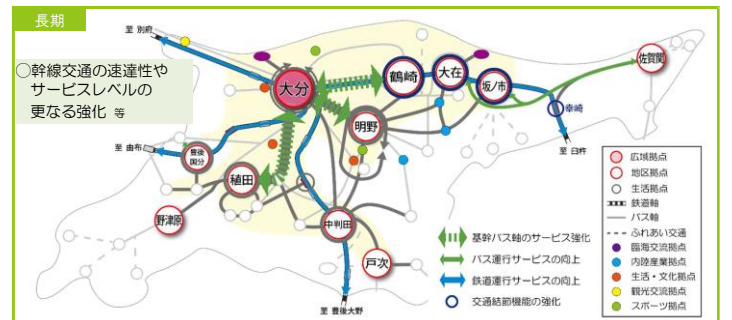 長期
至 別府
○幹線交通の速達性や
サービスレベルの
更なる強化 等
大分
鶴崎
大在
坂ノ市
佐賀関
幸崎
至 臼杵
明野
至 由布
豊後
国分
稙田
野津原
中判田
戸次
至 豊後大野
基幹バス軸のサービス強化
バス運行サービスの向上
鉄道運行サービスの向上
交通結節機能の強化
広域拠点
地区拠点
生活拠点
鉄道軸
バス軸
ふれあい交通
臨海交流拠点
内陸産業拠点
生活・文化拠点
観光交流拠点
スポーツ拠点